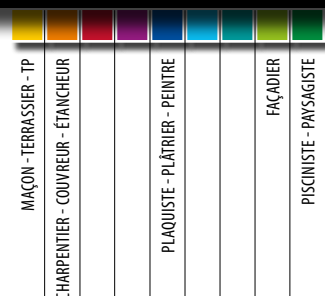 MAÇON - TERRASSIER - TP
CHARPENTIER - COUVREUR - ÉTANCHEUR
PLAQUISTE - PLÂTRIER - PEINTRE
FAÇADIER
PISCINISTE - PAYSAGISTE